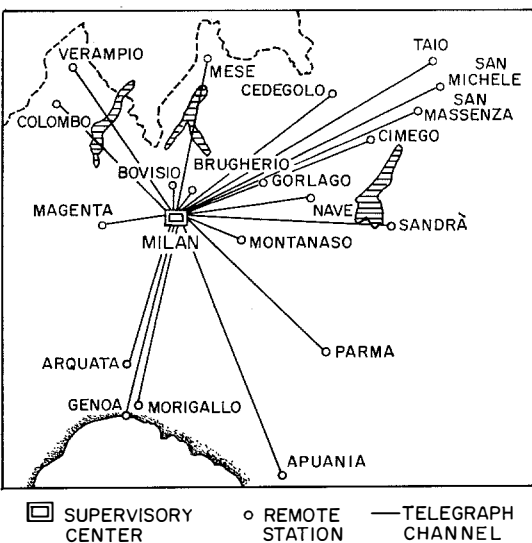 VERAMPIO
MESE
TAIO
SAN
MICHELE
CEDEGOLO
SAN
MASSENZA
COLOMBO
CIMEGO
BRUGHERIO
BOVISIO
GORLAGO
MAGENTA
NAVE
SANDRÀ
MILAN
MONTANASO
PARMA
ARQUATA
GENOA
MORIGALLO
APUANIA
SUPERVISORY
CENTER
REMOTE
STATION
TELEGRAPH
CHANNEL